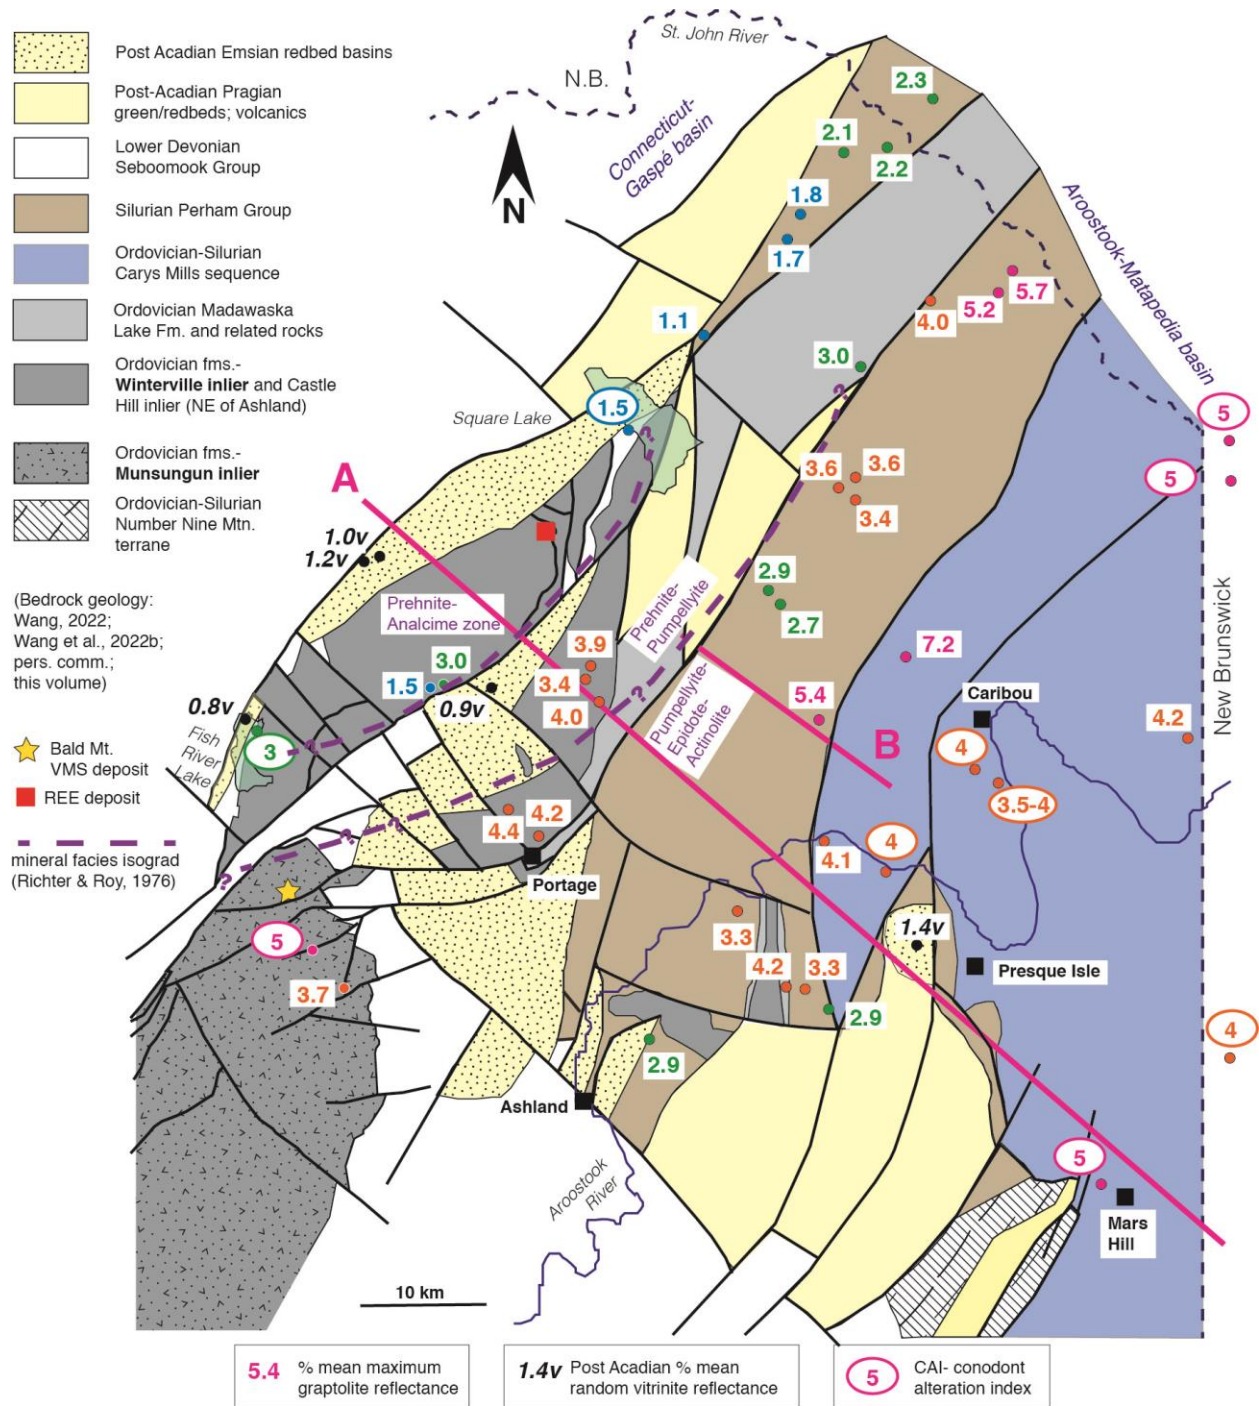 Post Acadian Emsian redbed basins
Post-Acadian Pragian
green/redbeds; volcanics
Lower Devonian
Seboomook Group
Silurian Perham Group
Ordovician-Silurian
Carys Mills sequence
Ordovician Madawaska
Lake Fm. and related rocks
Ordovician fms.-
Winterville inlier and Castle
Hill inlier (NE of Ashland)
Ordovician fms.-
Munsungun inlier
Ordovician-Silurian
Number Nine Mtn.
terrane
(Bedrock geology:
Wang, 2022;
Wang et al., 2022b;
pers. comm.;
this volume)
Bald Mt.
VMS deposit
REE deposit
mineral facies isograd
(Richter & Roy, 1976)
St. John River
N.B.
N
Connecticut-
Gaspé basin
Aroostook-Matapedia basin
New Brunswick
2.3
2.1
2.2
1.8
1.7
5.7
5.2
4.0
1.1
3.0
?
5
1.5
Square Lake
?
5
3.6
3.6
3.4
A
1.0v
1.2v
2.9
2.7
Prehnite-
Analcime zone
Prehnite-
Pumpellyite
7.2
3.9
3.0
3.4
1.5
?
Pumpellyite-
Epidote-
Actinolite
5.4
Caribou
0.9v
4.0
0.8v
Fish
River
Lake
3
?
?
B
4.2
4
3.5-4
4.2
4.4
?
?
4.1
4
Portage
?
3.3
1.4v
5
4.2
3.3
Presque Isle
3.7
2.9
4
2.9
Ashland
Aroostook
River
5
Mars
Hill
10 km
5.4
% mean maximum
graptolite reflectance
1.4v
Post Acadian % mean
random vitrinite reflectance
5
CAI- conodont
alteration index